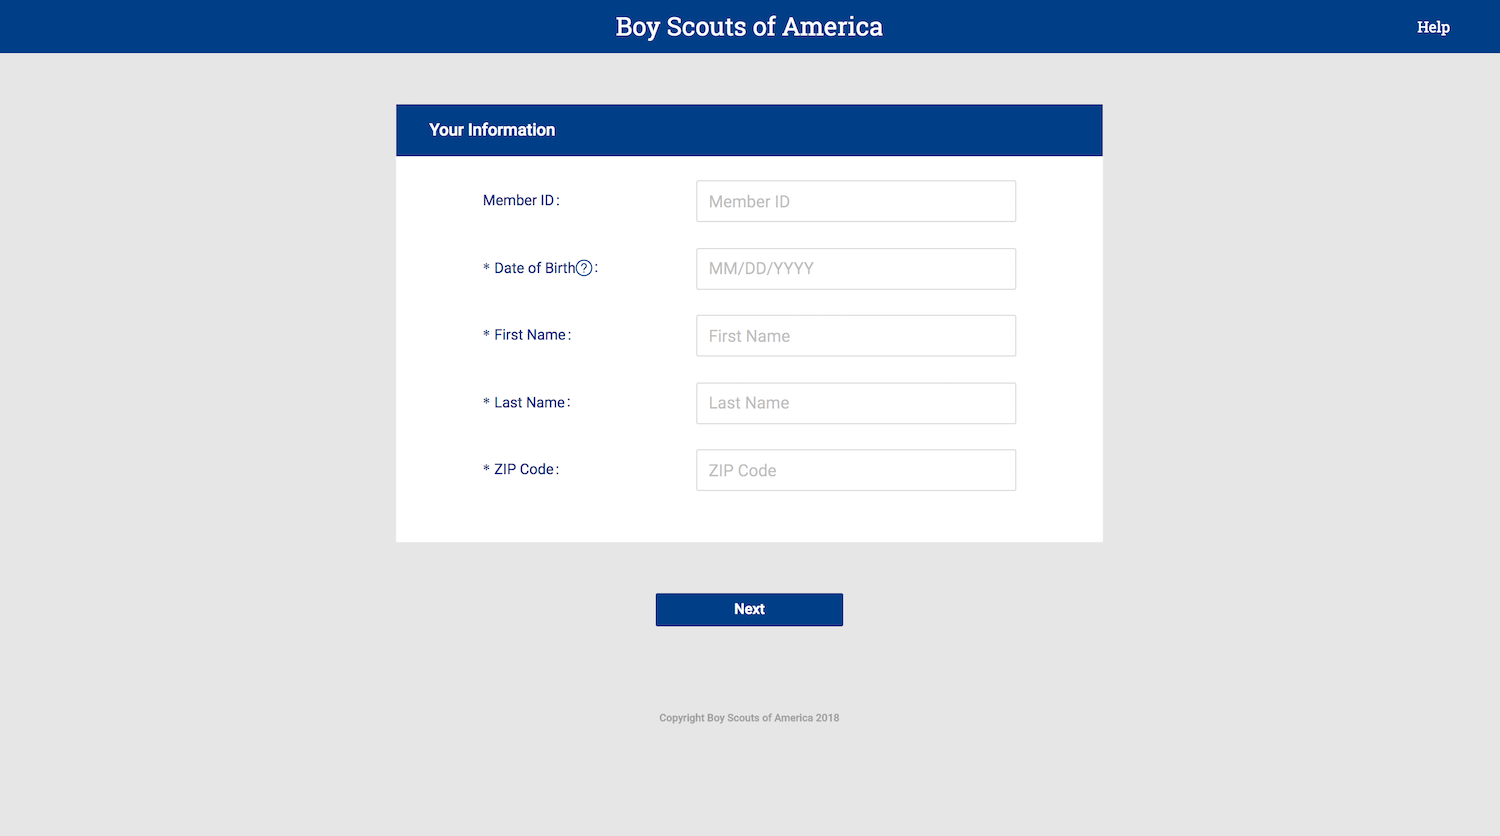 Boy Scouts of America
Help
Your Information
Member ID:
Member ID
* Date of Birth?:
MM/DD/YYYY
* First Name:
First Name
* Last Name:
Last Name
* ZIP Code:
ZIP Code
Next
Copyright Boy Scouts of America 2018